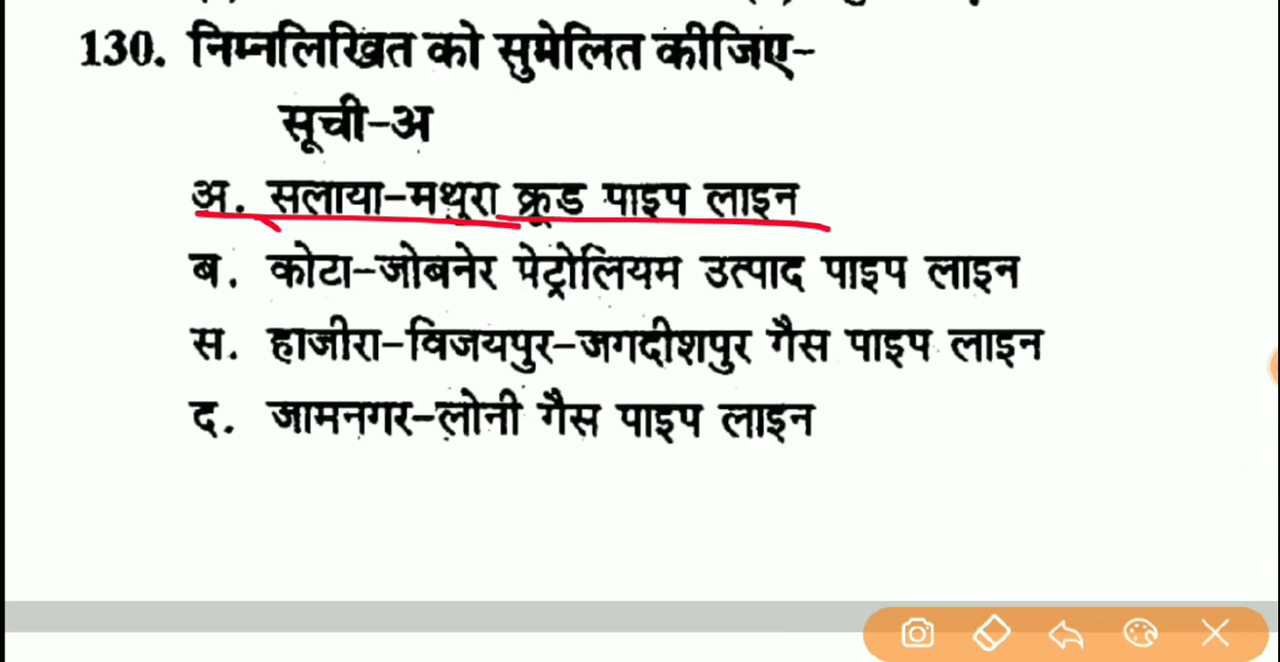 130. निम्नलिखित को सुमेलित कीजिए-
सूची-अ
अ. सलाया-मथुरा क्रूड पाइप लाइन
ब. कोटा-जोबनेर पेट्रोलियम उत्पाद पाइप लाइन
स. हाजीरा-विजयपुर-जगदीशपुर गैस पाइप लाइन
द. जामनगर-लोनी गैस पाइप लाइन